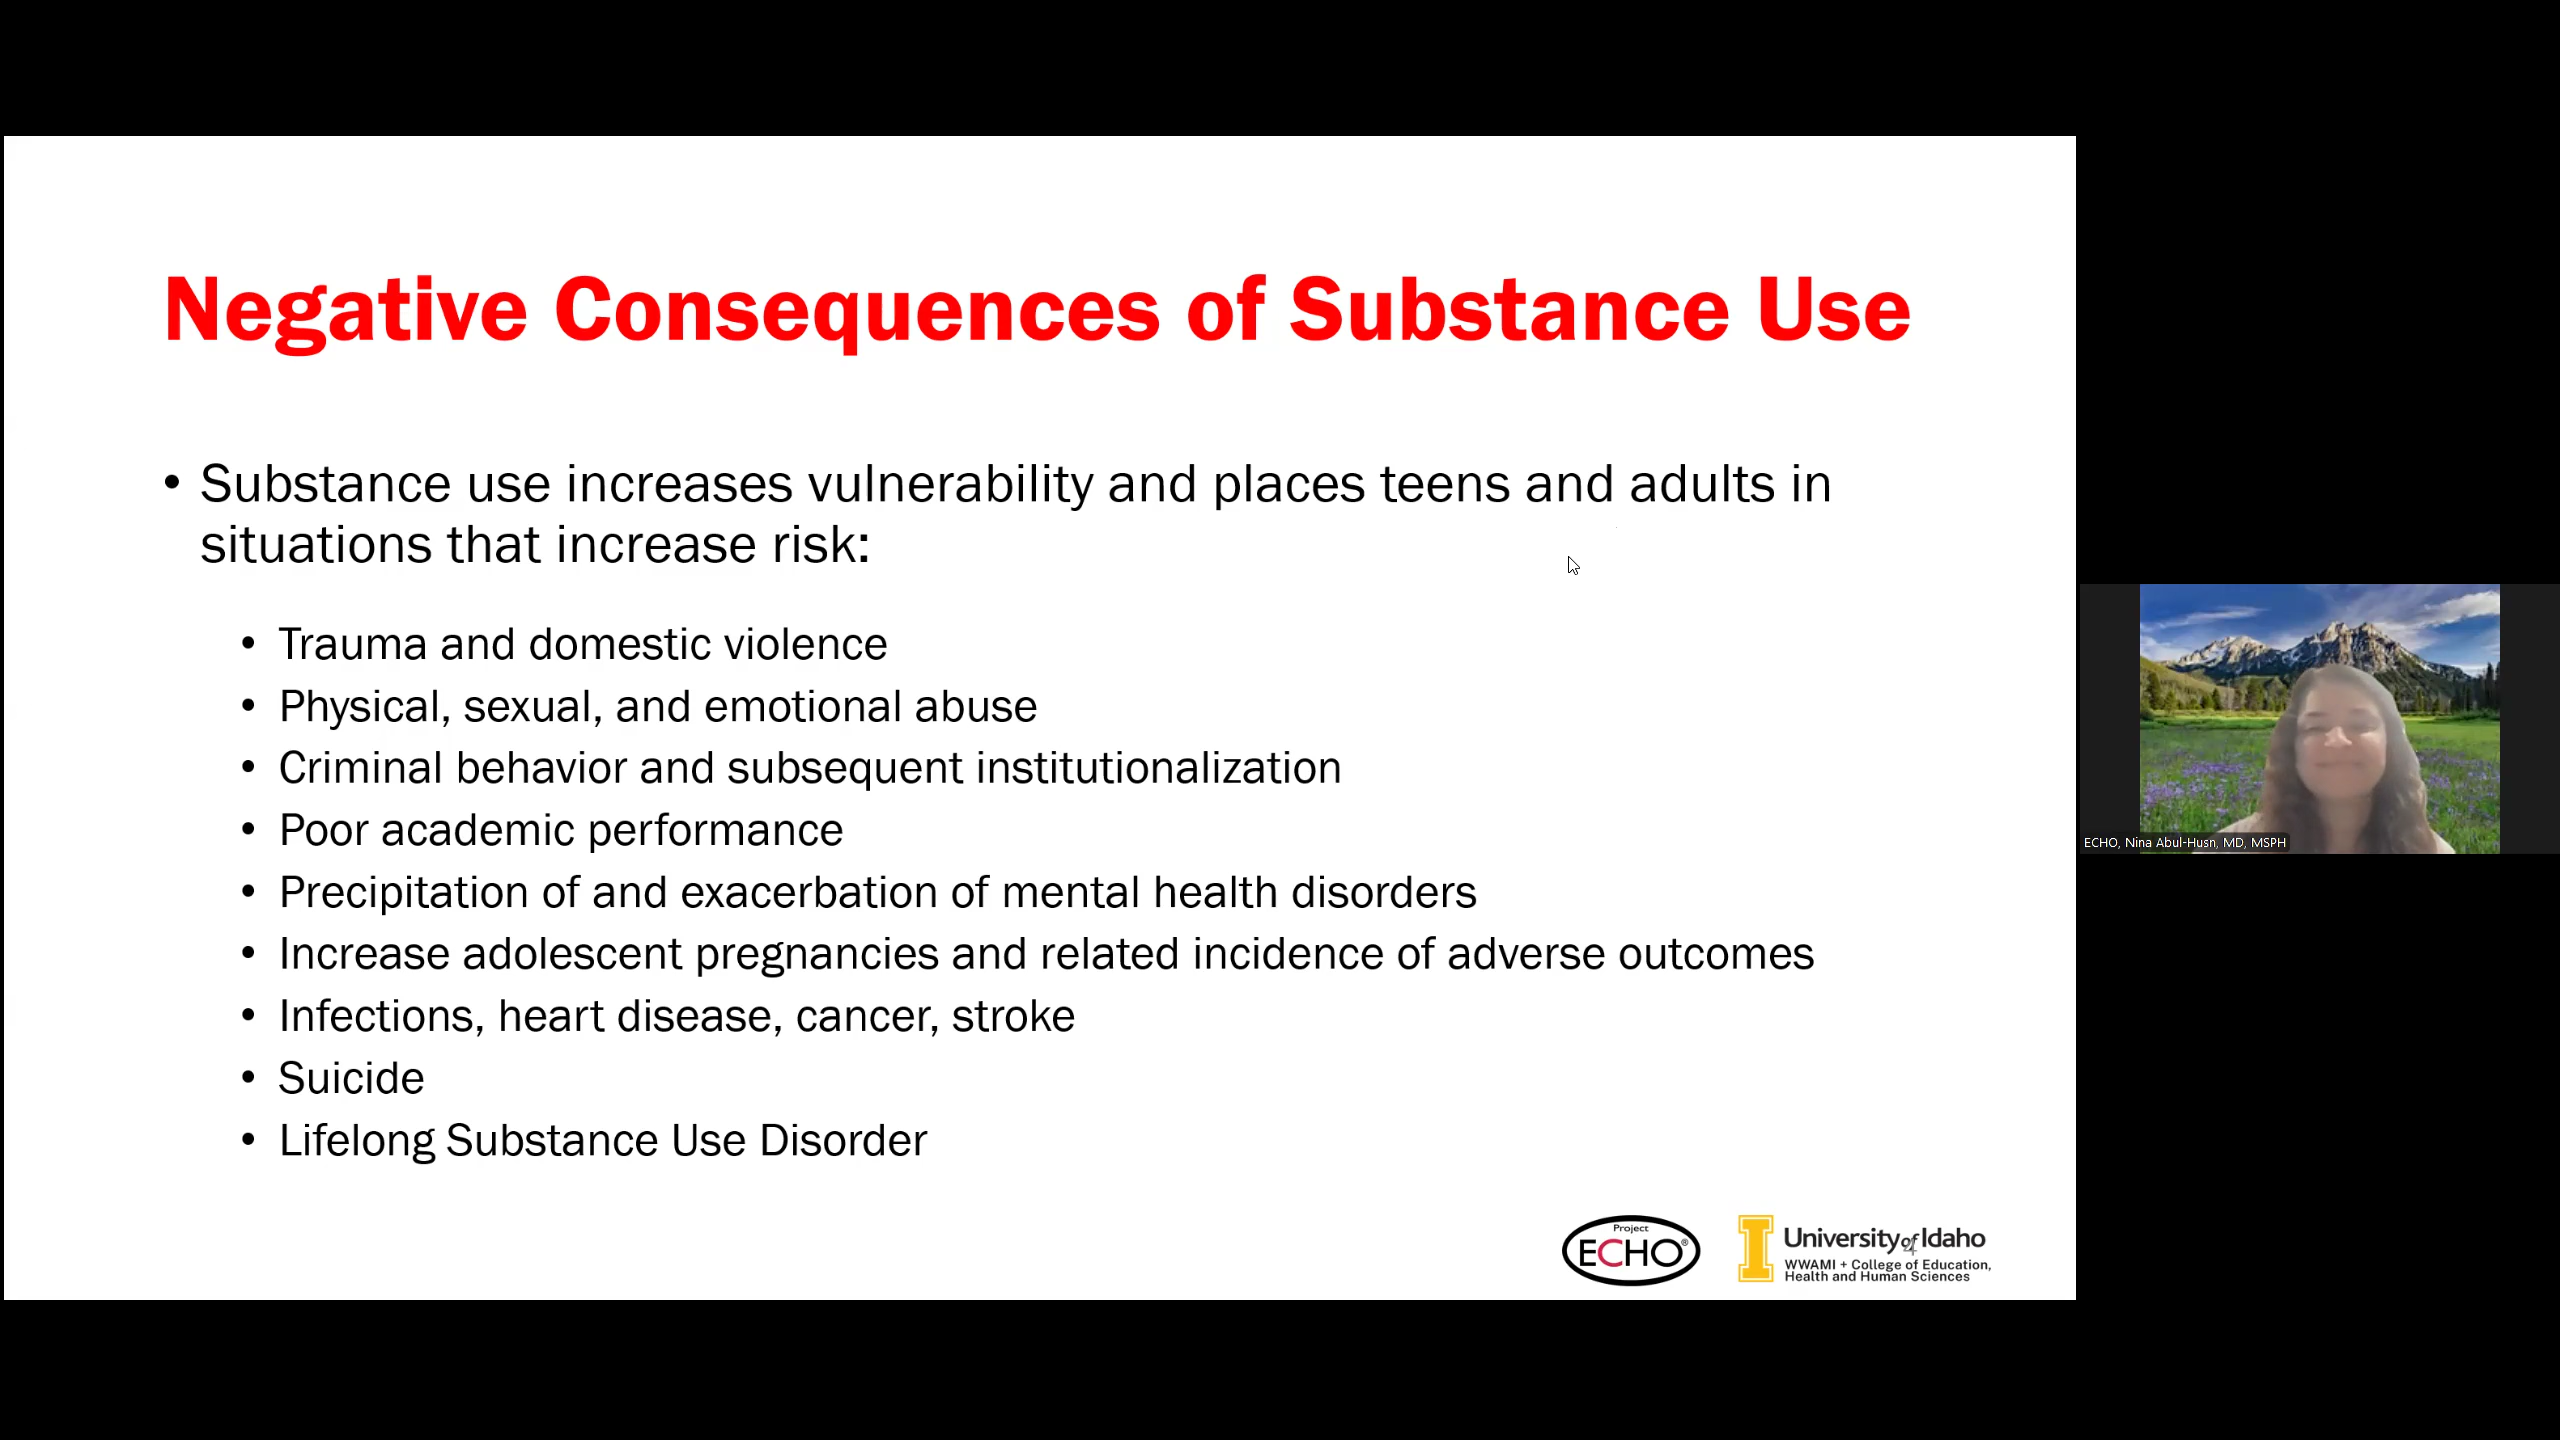 Negative Consequences of Substance Use
• Substance use increases vulnerability and places teens and adults in
situations that increase risk:
• Trauma and domestic violence
• Physical, sexual, and emotional abuse
• Criminal behavior and subsequent institutionalization
• Poor academic performance
• Precipitation of and exacerbation of mental health disorders
• Increase adolescent pregnancies and related incidence of adverse outcomes
• Infections, heart disease, cancer, stroke
• Suicide
• Lifelong Substance Use Disorder
Project
ECHO®
I
University of Idaho
4
WWAMI + College of Education,
Health and Human Sciences
ECHO, Nina Abul-Husn, MD, MSPH